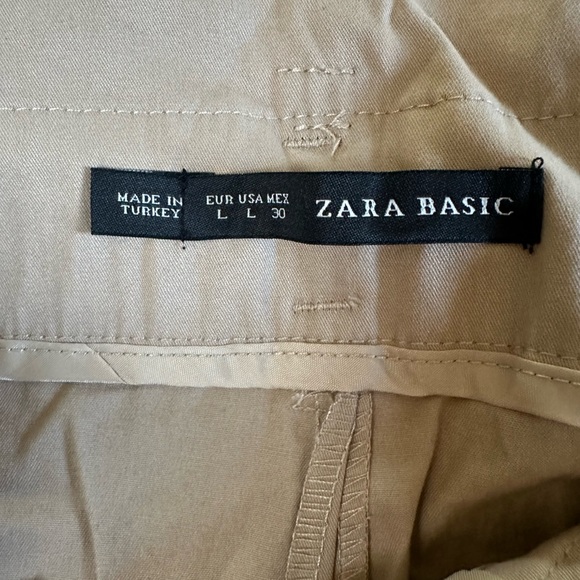 MADE IN
TURKEY
EUR USA MEX
L L 30
ZARA BASIC